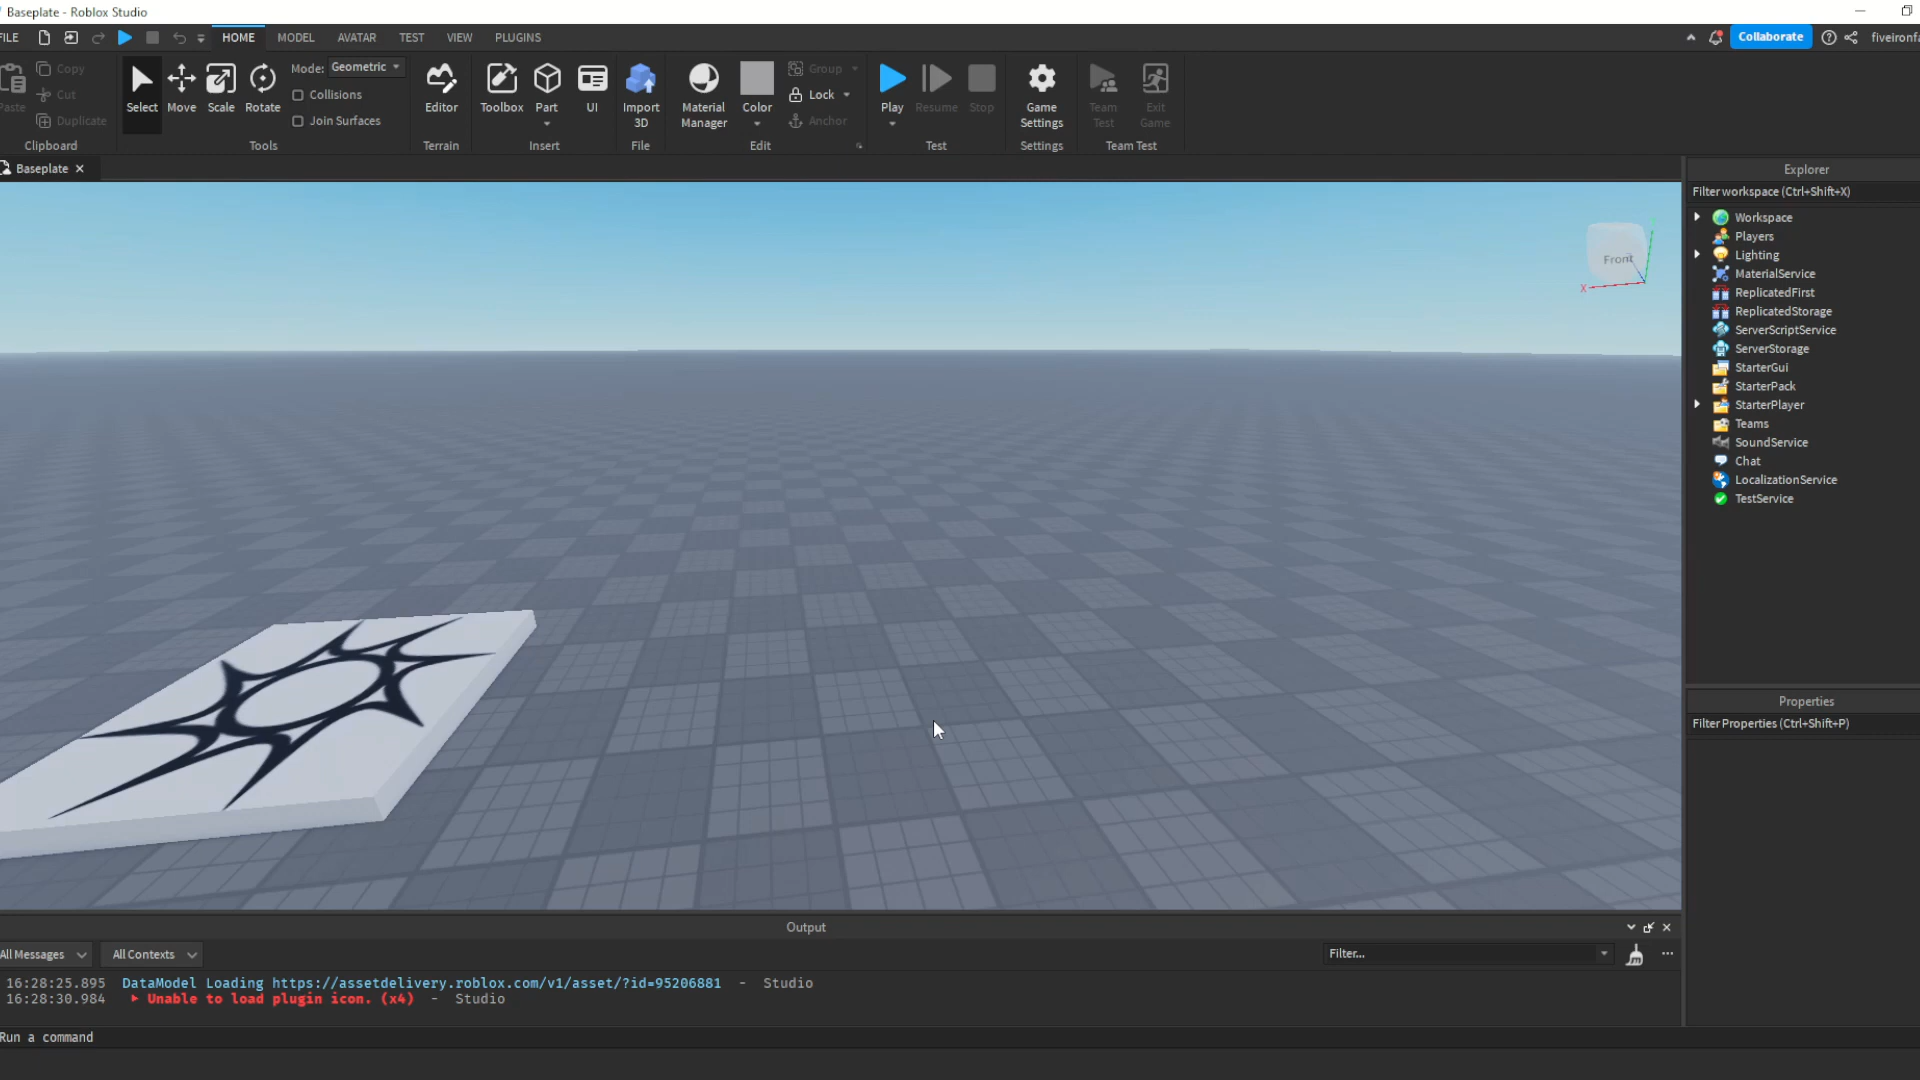 Baseplate - Roblox Studio
FILE HOME MODEL AVATAR TEST VIEW PLUGINS Collaborate
Copy
Cut
Duplicate
Paste
Clipboard
Select Move Scale Rotate
Mode: Geometric
Collisions
Join Surfaces
Tools
Editor
Terrain
Toolbox Part UI
Insert
Import
3D
File
Material
Manager
Color
Group
Lock
Anchor
Edit
Play Resume Stop
Test
Game
Settings
Settings
Team
Test
Exit
Game
Team Test
Baseplate
Front
X
Explorer
Filter workspace (Ctrl+Shift+X)
Workspace
Players
Lighting
MaterialService
ReplicatedFirst
ReplicatedStorage
ServerScriptService
ServerStorage
StarterGui
StarterPack
StarterPlayer
Teams
SoundService
Chat
LocalizationService
TestService
Properties
Filter Properties (Ctrl+Shift+P)
Output
All Messages All Contexts Filter...
16:28:25.895 DataModel Loading https://assetdelivery.roblox.com/v1/asset/?id=95206881 - Studio
16:28:30.984 Unable to load plugin icon. (x4) - Studio
Run a command